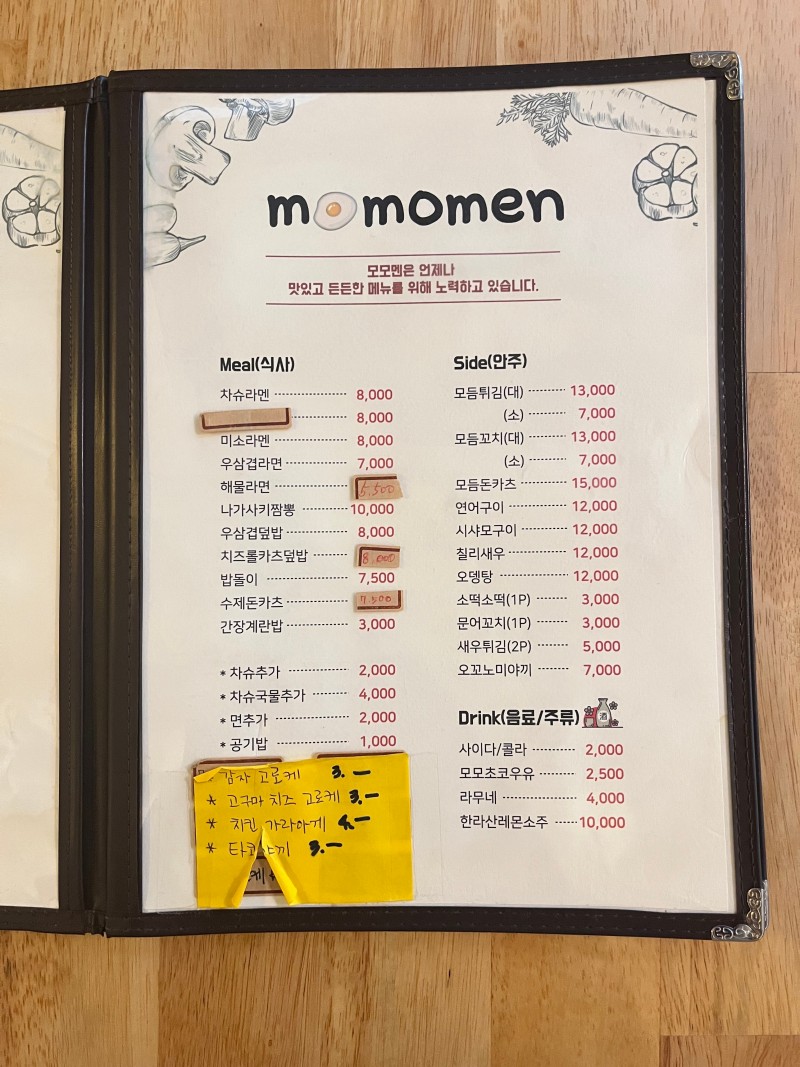 momomen
모모멘은 언제나
맛있고 든든한 메뉴를 위해 노력하고 있습니다.
Meal(식사)
차슈라멘 8,000
8,000
미소라멘 8,000
우삼겹라면 7,000
해물라면 5,500
나가사키짬뽕 10,000
우삼겹덮밥 8,000
치즈롤카츠덮밥 8,000
밥돌이 7,500
수제돈카츠 7,500
간장계란밥 3,000
* 차슈추가 2,000
* 차슈국물추가 4,000
* 면추가 2,000
* 공기밥 1,000
* 감자 고로케 3.—
* 고구마 치즈 고로케 3.—
* 치킨 가라아게 4.—
* 3.—
Side(안주)
모듬튀김(대) 13,000
(소) 7,000
모듬꼬치(대) 13,000
(소) 7,000
모듬돈카츠 15,000
연어구이 12,000
시샤모구이 12,000
칠리새우 12,000
오뎅탕 12,000
소떡소떡(1P) 3,000
문어꼬치(1P) 3,000
새우튀김(2P) 5,000
오꼬노미야끼 7,000
Drink(음료/주류)
酒
사이다/콜라 2,000
모모초코우유 2,500
라무네 4,000
한라산레몬소주 10,000